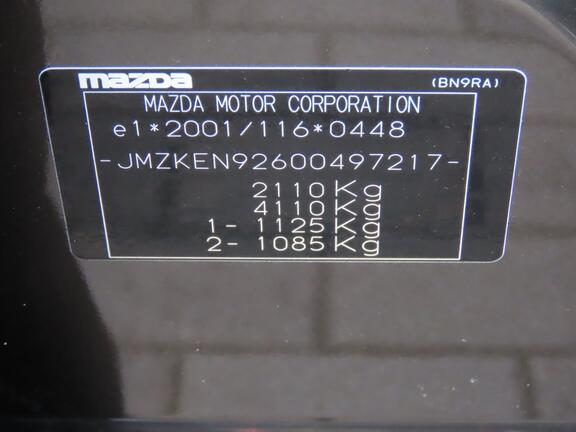 mazda (BN9RA)
MAZDA MOTOR CORPORATION
e1*2001/116*0448
-JMZKEN92600497217-
2110Kg
4110Kg
1- 1125Kg
2- 1085Kg